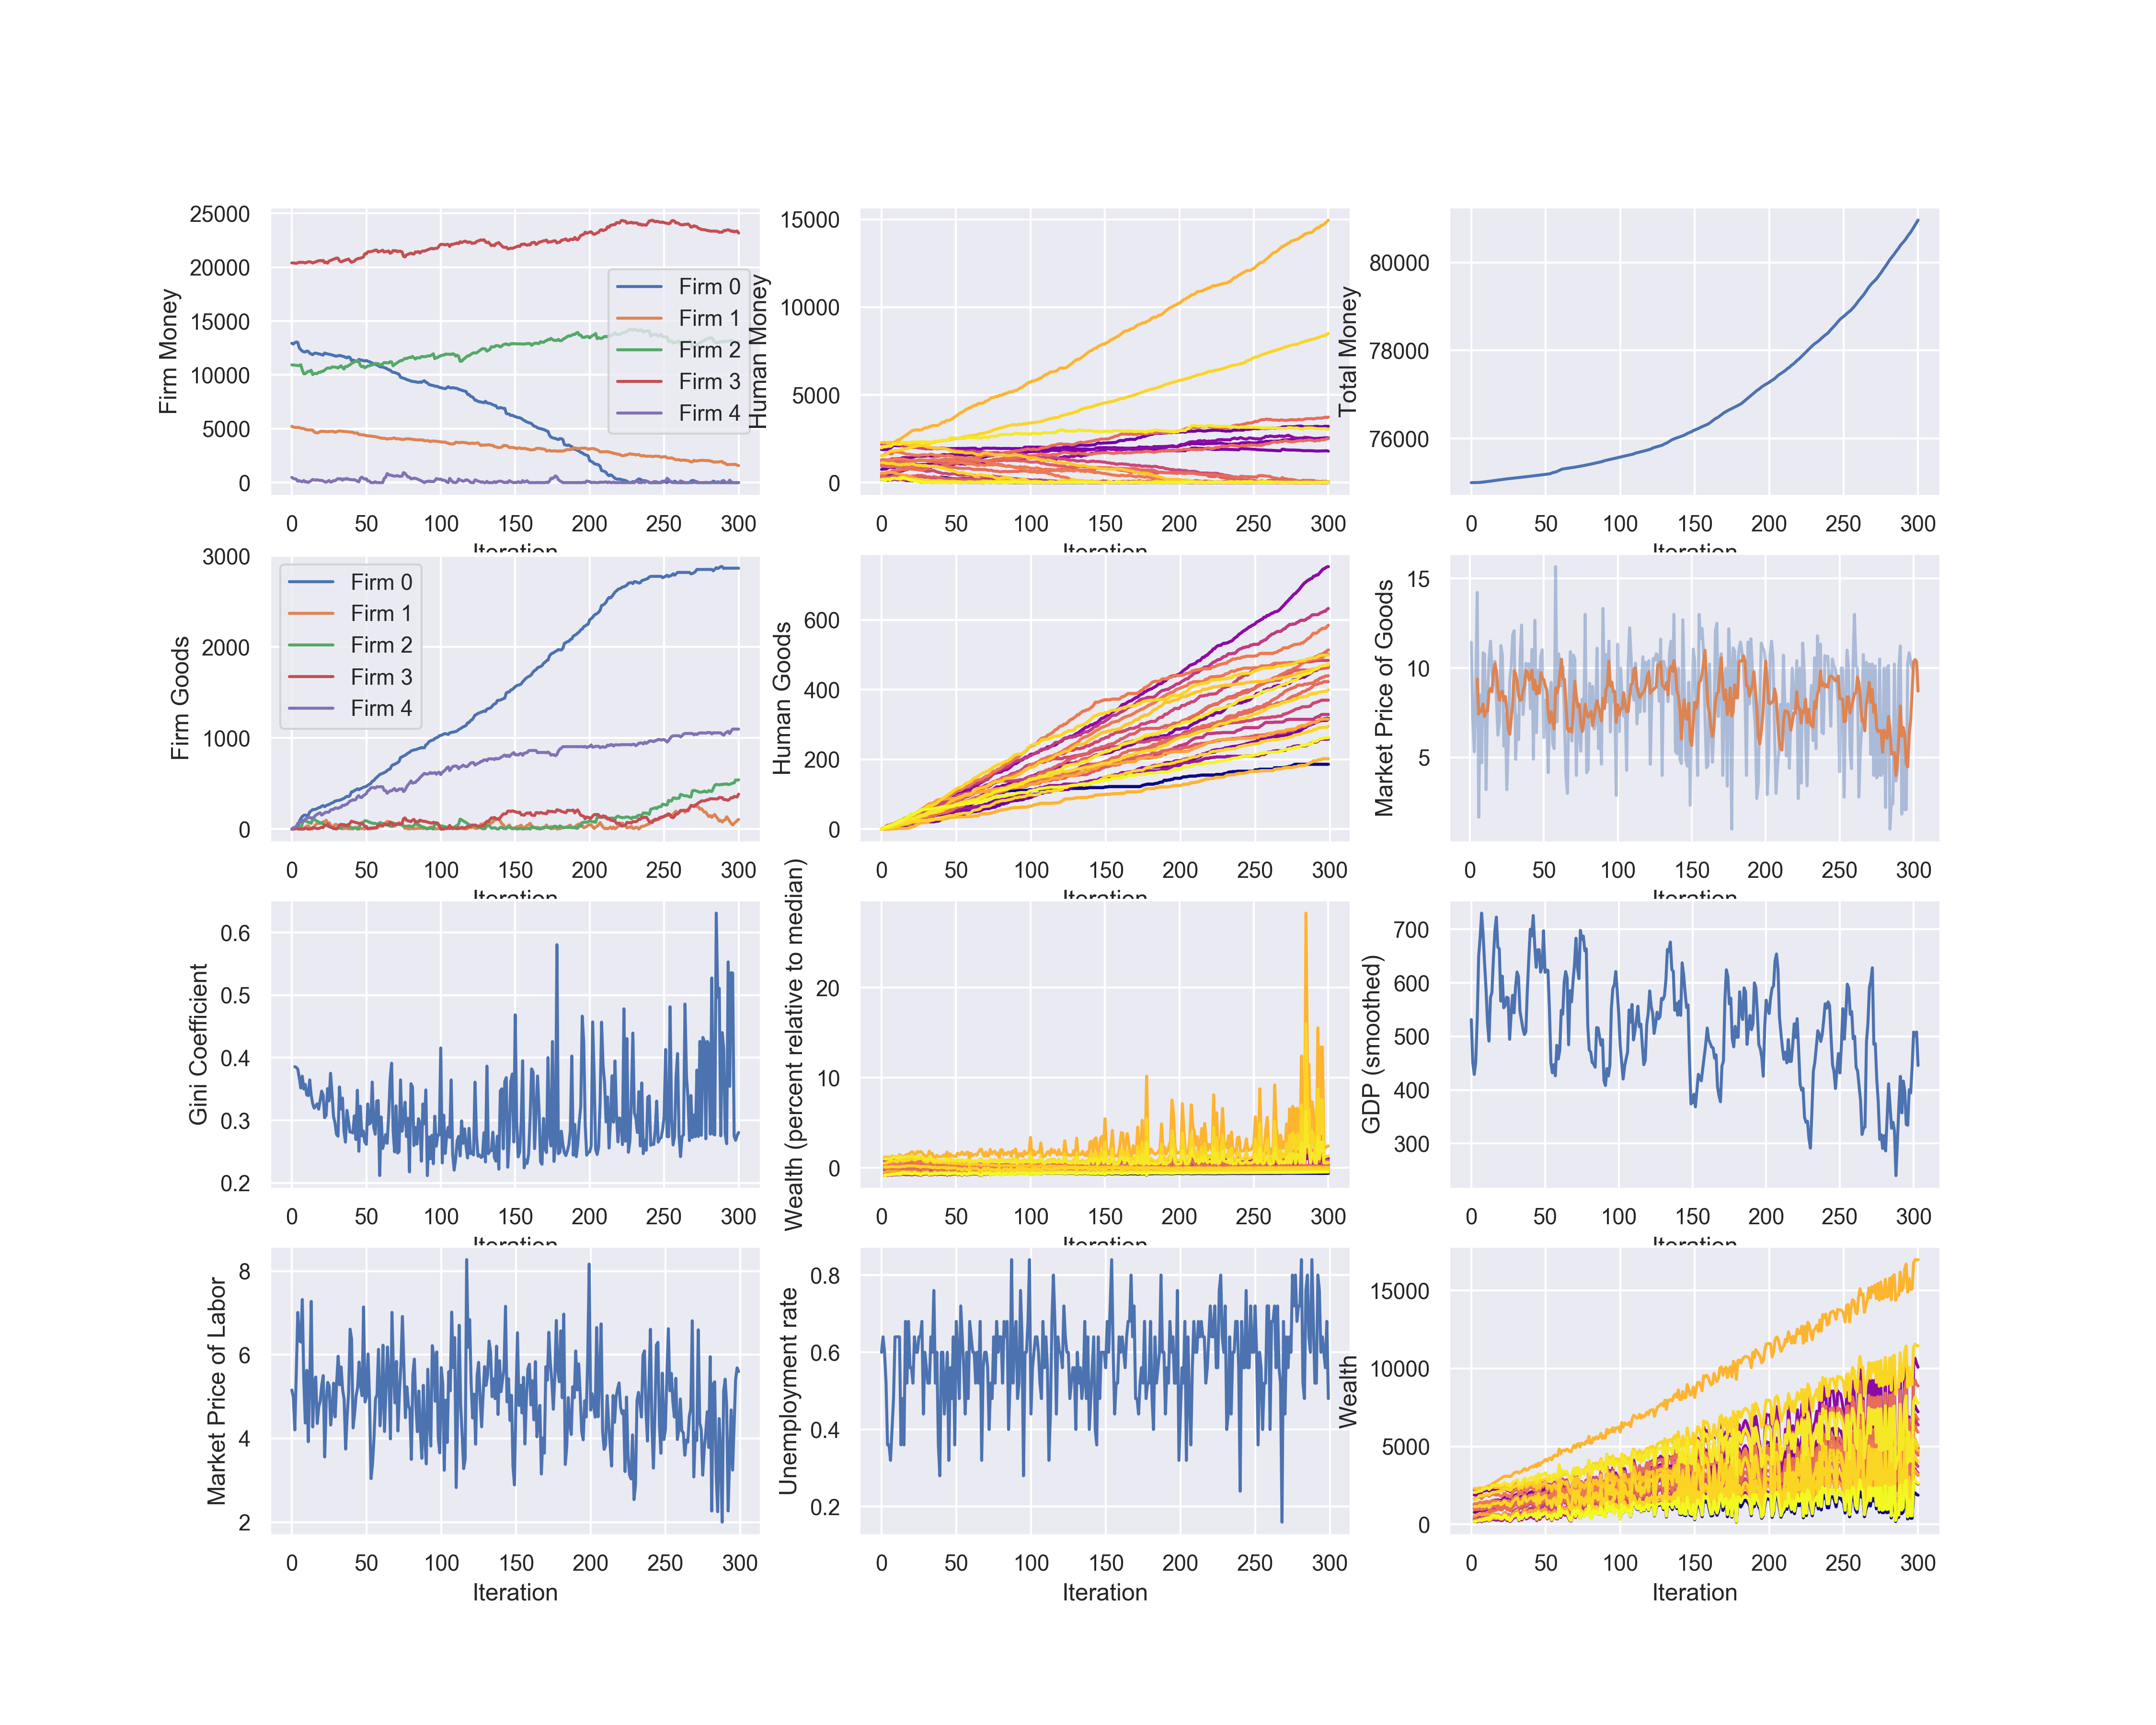 Firm Money
25000
20000
15000
10000
5000
0
Firm 0
Firm 1
Firm 2
Firm 3
Firm 4
0 50 100 150 200 250 300
Iteration
Human Money
15000
10000
5000
0
0 50 100 150 200 250 300
Iteration
Total Money
80000
78000
76000
0 50 100 150 200 250 300
Iteration
Firm Goods
3000
2000
1000
0
Firm 0
Firm 1
Firm 2
Firm 3
Firm 4
0 50 100 150 200 250 300
Iteration
Human Goods
600
400
200
0
0 50 100 150 200 250 300
Iteration
Market Price of Goods
15
10
5
0 50 100 150 200 250 300
Iteration
Gini Coefficient
0.6
0.5
0.4
0.3
0.2
0 50 100 150 200 250 300
Iteration
Wealth (percent relative to median)
20
10
0
0 50 100 150 200 250 300
Iteration
GDP (smoothed)
700
600
500
400
300
0 50 100 150 200 250 300
Iteration
Market Price of Labor
8
6
4
2
0 50 100 150 200 250 300
Iteration
Unemployment rate
0.8
0.6
0.4
0.2
0 50 100 150 200 250 300
Iteration
Wealth
15000
10000
5000
0
0 50 100 150 200 250 300
Iteration